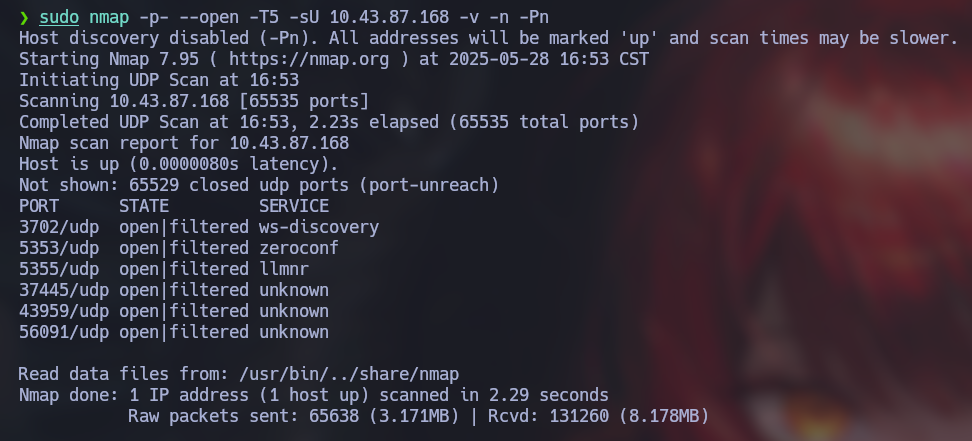 ❯ sudo nmap -p- --open -T5 -sU 10.43.87.168 -v -n -Pn
Host discovery disabled (-Pn). All addresses will be marked 'up' and scan times may be slower.
Starting Nmap 7.95 ( https://nmap.org ) at 2025-05-28 16:53 CST
Initiating UDP Scan at 16:53
Scanning 10.43.87.168 [65535 ports]
Completed UDP Scan at 16:53, 2.23s elapsed (65535 total ports)
Nmap scan report for 10.43.87.168
Host is up (0.0000080s latency).
Not shown: 65529 closed udp ports (port-unreach)
PORT      STATE         SERVICE
3702/udp  open|filtered ws-discovery
5353/udp  open|filtered zeroconf
5355/udp  open|filtered llmnr
37445/udp open|filtered unknown
43959/udp open|filtered unknown
56091/udp open|filtered unknown

Read data files from: /usr/bin/../share/nmap
Nmap done: 1 IP address (1 host up) scanned in 2.29 seconds
           Raw packets sent: 65638 (3.171MB) | Rcvd: 131260 (8.178MB)